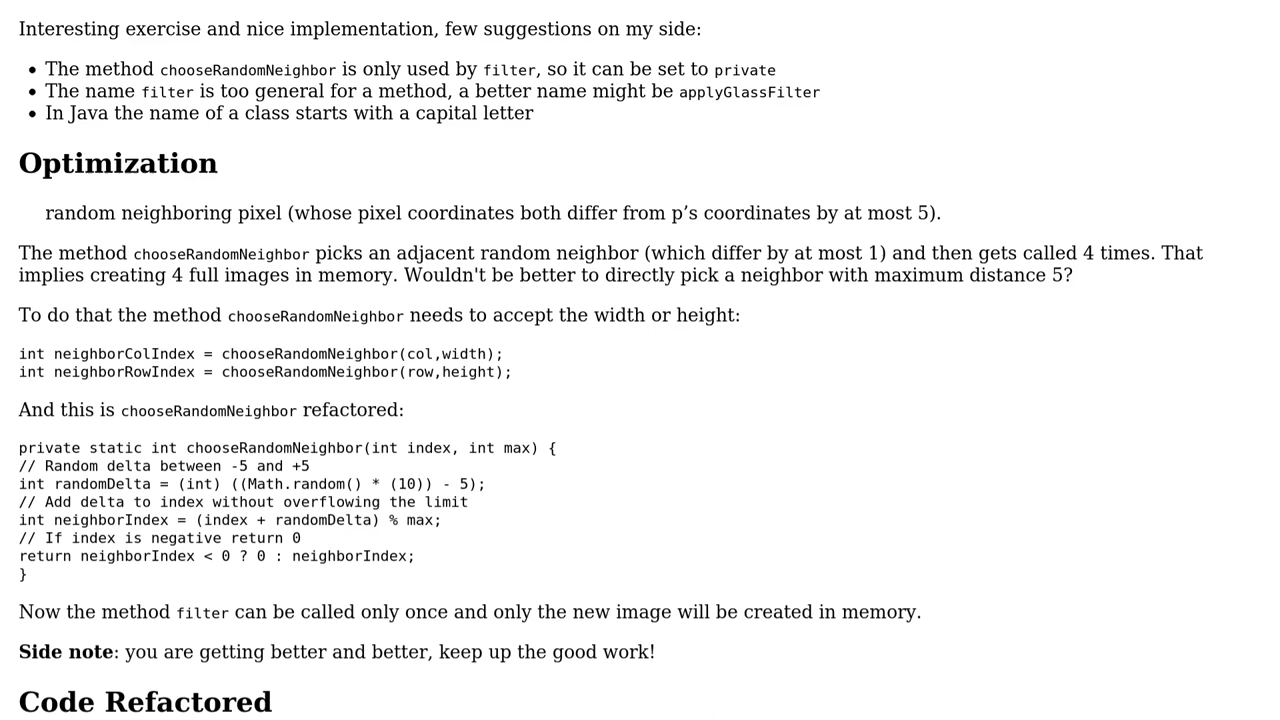 Interesting exercise and nice implementation, few suggestions on my side:
• The method chooseRandomNeighbor is only used by filter, so it can be set to private
• The name filter is too general for a method, a better name might be applyGlassFilter
• In Java the name of a class starts with a capital letter
Optimization
random neighboring pixel (whose pixel coordinates both differ from p’s coordinates by at most 5).
The method chooseRandomNeighbor picks an adjacent random neighbor (which differ by at most 1) and then gets called 4 times. That
implies creating 4 full images in memory. Wouldn't be better to directly pick a neighbor with maximum distance 5?
To do that the method chooseRandomNeighbor needs to accept the width or height:
int neighborColIndex = chooseRandomNeighbor(col,width);
int neighborRowIndex = chooseRandomNeighbor(row,height);
And this is chooseRandomNeighbor refactored:
private static int chooseRandomNeighbor(int index, int max) {
// Random delta between -5 and +5
int randomDelta = (int) ((Math.random() * (10)) - 5);
// Add delta to index without overflowing the limit
int neighborIndex = (index + randomDelta) % max;
// If index is negative return 0
return neighborIndex < 0 ? 0 : neighborIndex;
}
Now the method filter can be called only once and only the new image will be created in memory.
Side note: you are getting better and better, keep up the good work!
Code Refactored